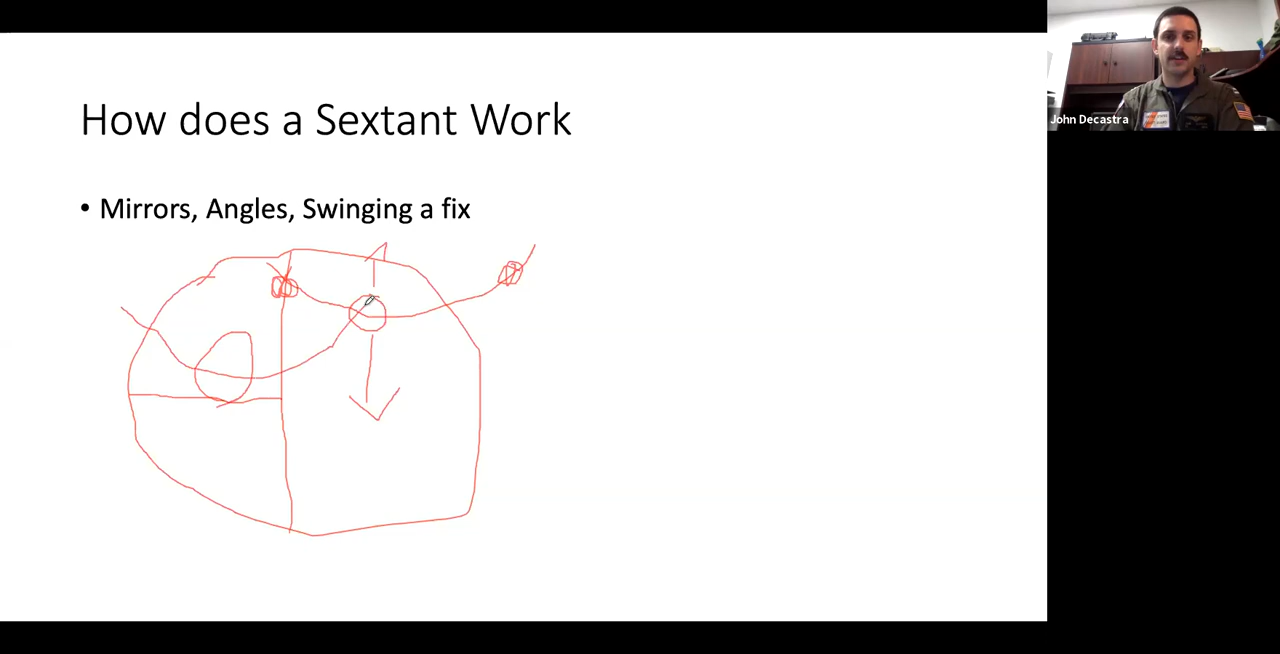 How does a Sextant Work
• Mirrors, Angles, Swinging a fix
John Decastra